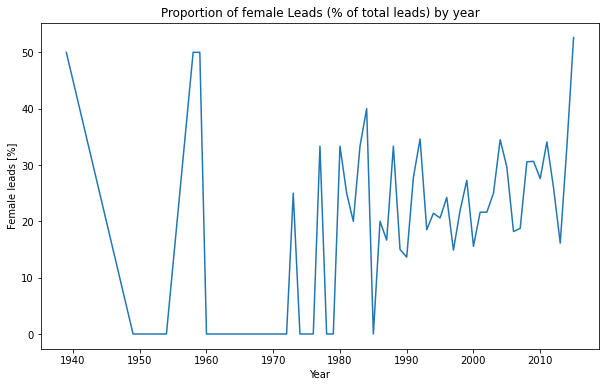 Proportion of female Leads (% of total leads) by year
Female leads [%]
50
40
30
20
10
0
1940 1950 1960 1970 1980 1990 2000 2010
Year